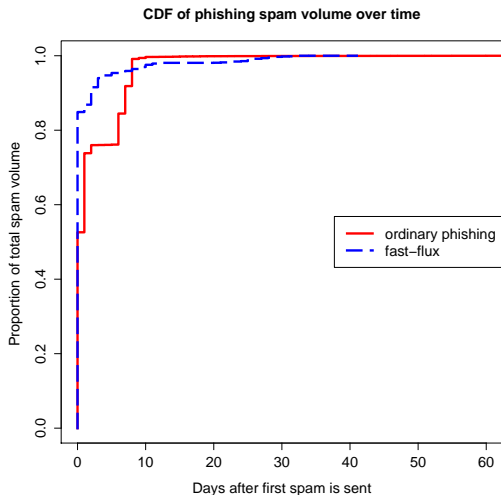 CDF of phishing spam volume over time
Proportion of total spam volume
1.0
0.8
0.6
0.4
0.2
0.0
ordinary phishing
fast−flux
0 10 20 30 40 50 60
Days after first spam is sent